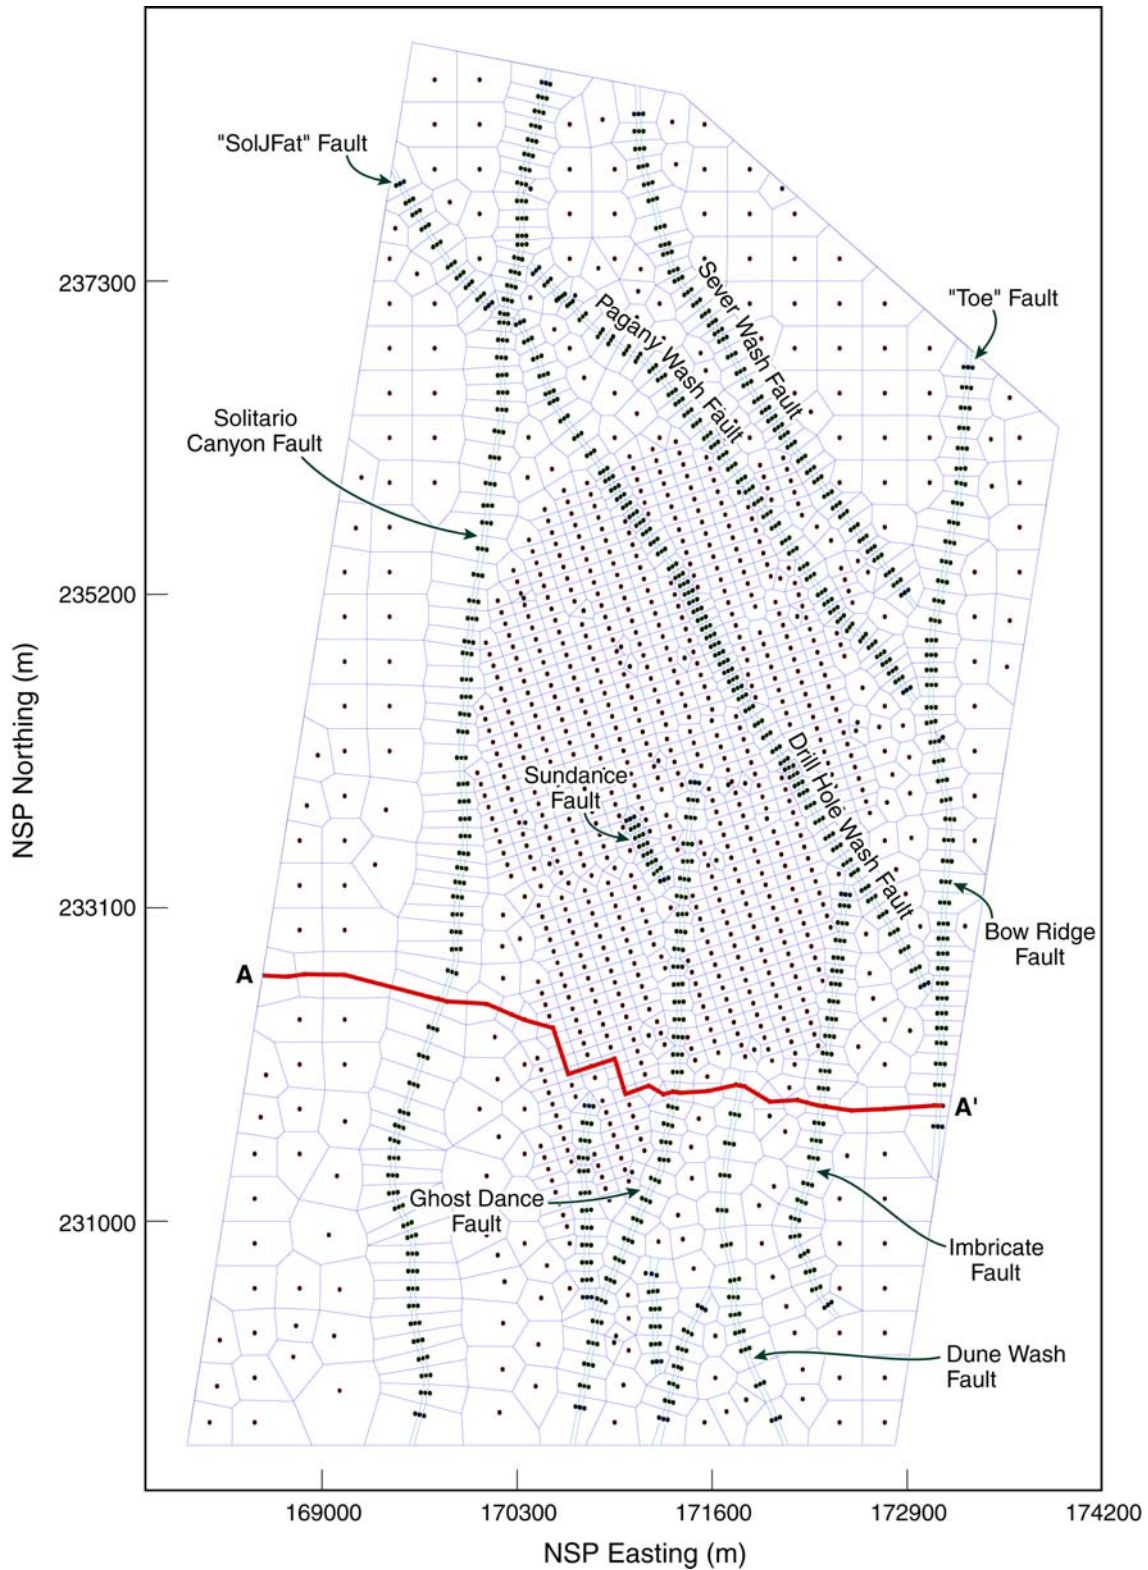 "SolJFat" Fault
237300
Sever Wash Fault
"Toe" Fault
Pagany Wash Fault
Solitario
Canyon Fault
235200
NSP Northing (m)
Drill Hole Wash Fault
Sundance
Fault
233100
Bow Ridge
Fault
A
A'
Ghost Dance
Fault
231000
Imbricate
Fault
Dune Wash
Fault
169000
170300
171600
172900
174200
NSP Easting (m)